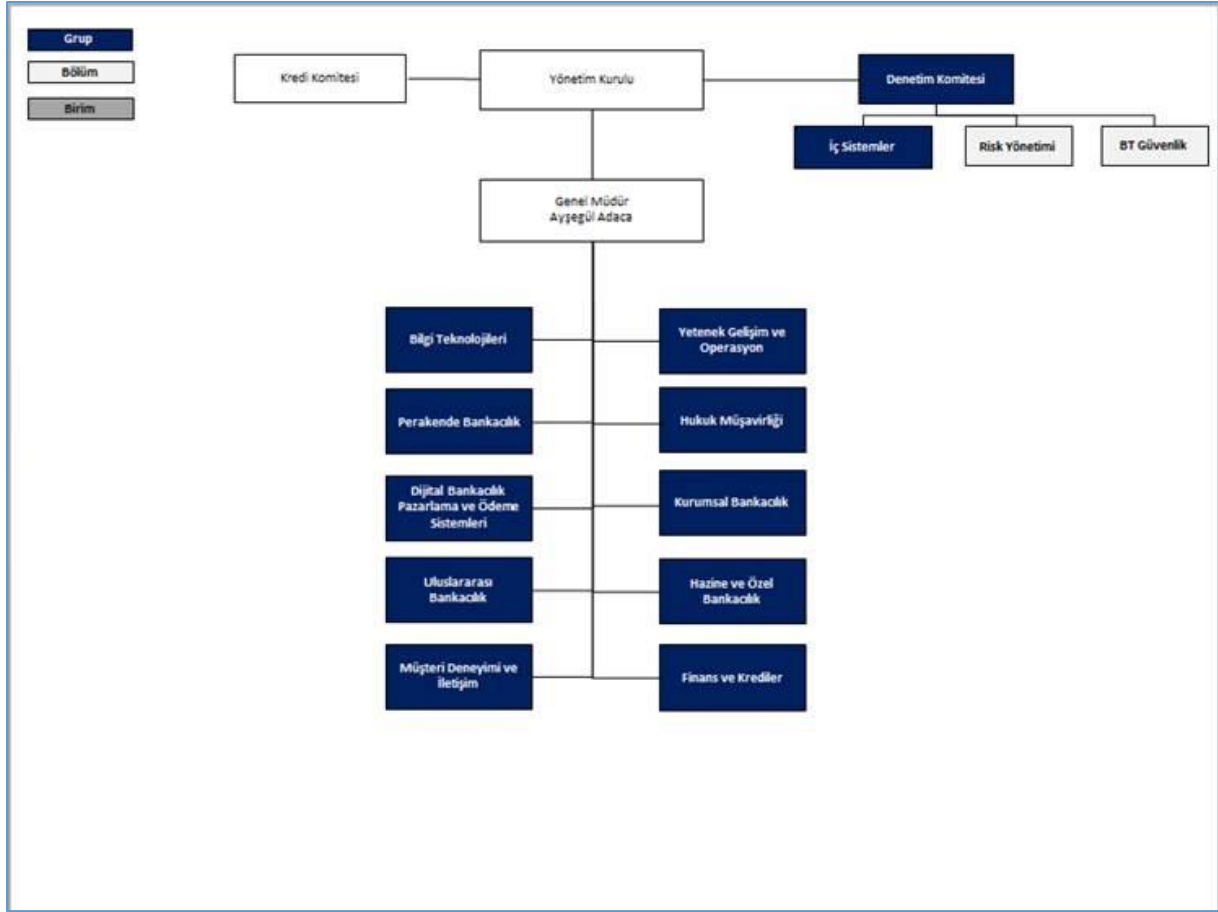 Grup
Bölüm
Birim
Kredi Komitesi
Yönetim Kurulu
Denetim Komitesi
İç Sistemler
Risk Yönetimi
BT Güvenlik
Genel Müdür
Ayşegül Adaca
Bilgi Teknolojileri
Yetenek Gelişim ve
Operasyon
Perakende Bankacılık
Hukuk Müşavirliği
Dijital Bankacılık
Pazarlama ve Ödeme
Sistemleri
Kurumsal Bankacılık
Uluslararası
Bankacılık
Hazine ve Özel
Bankacılık
Müşteri Deneyimi ve
İletişim
Finans ve Krediler